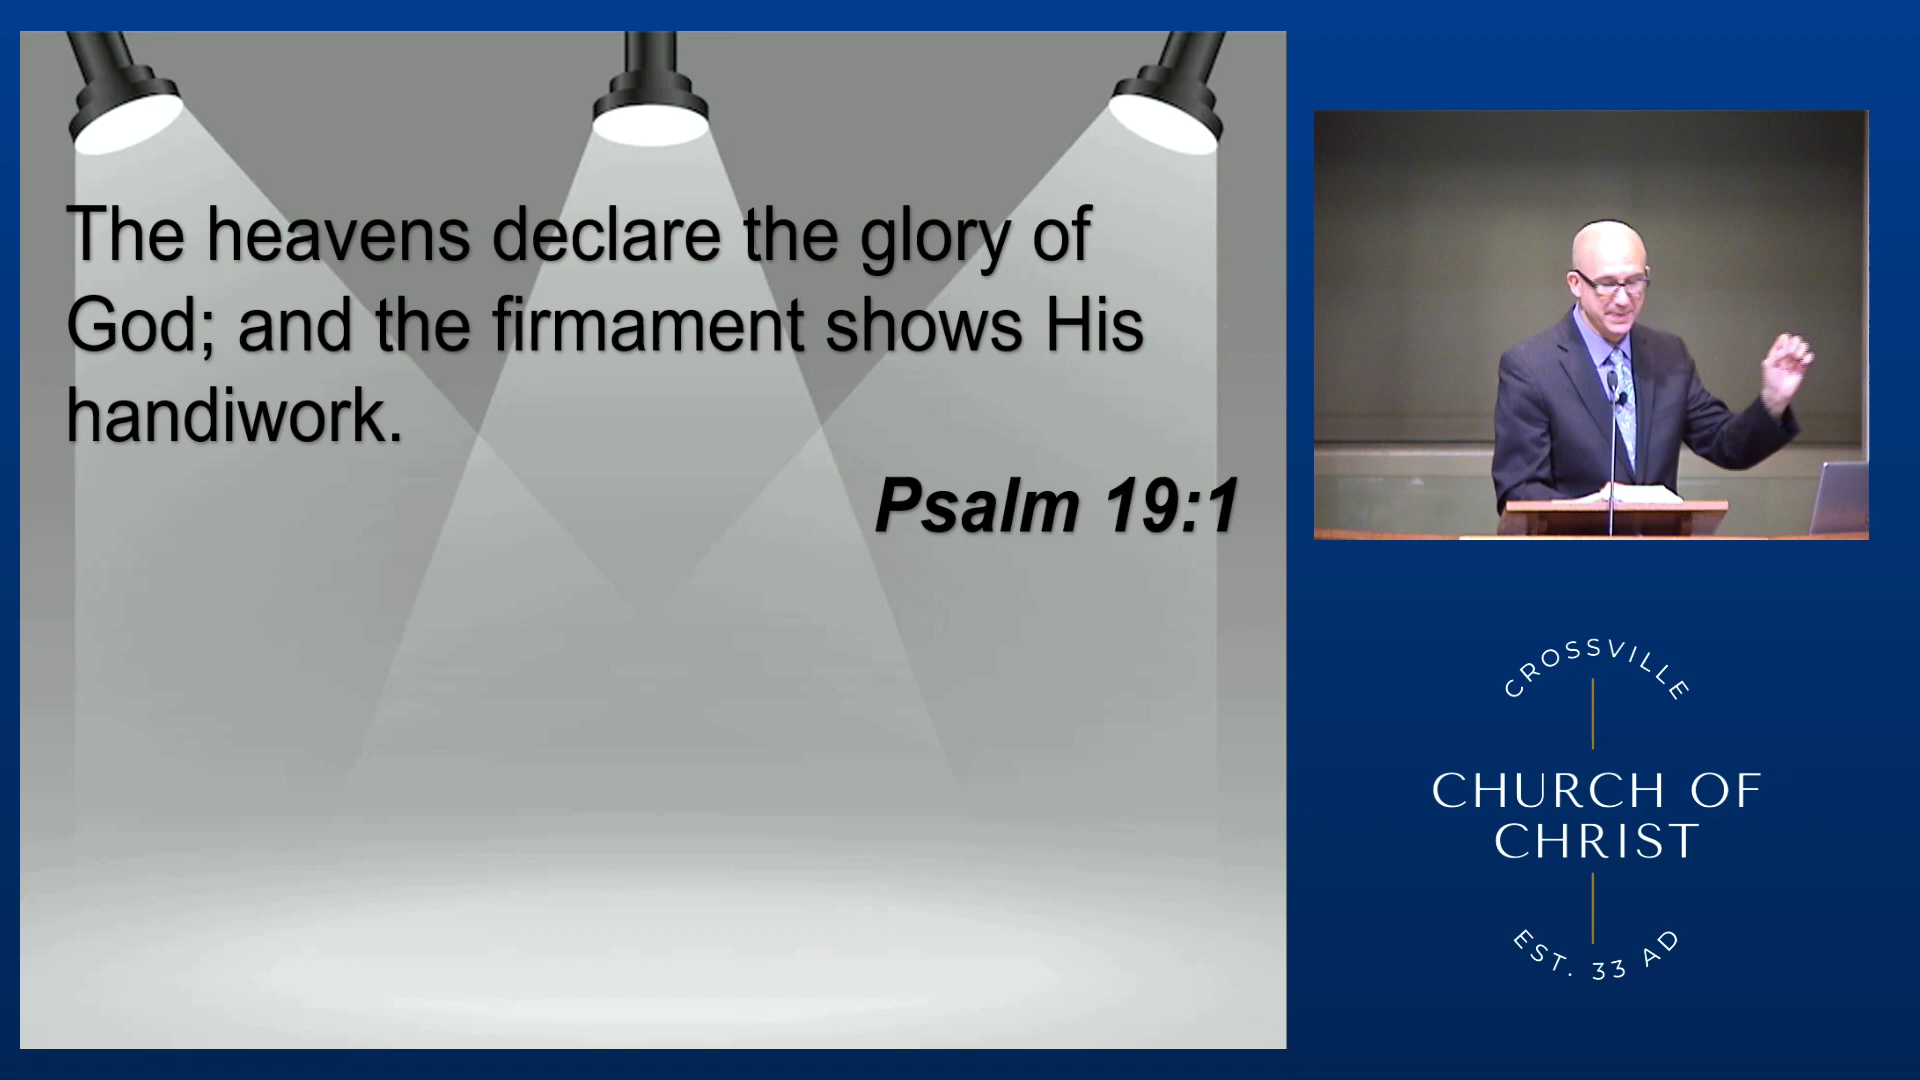 The heavens declare the glory of
God; and the firmament shows His
handiwork.
Psalm 19:1
CROSSVILLE
CHURCH OF
CHRIST
EST. 33 AD